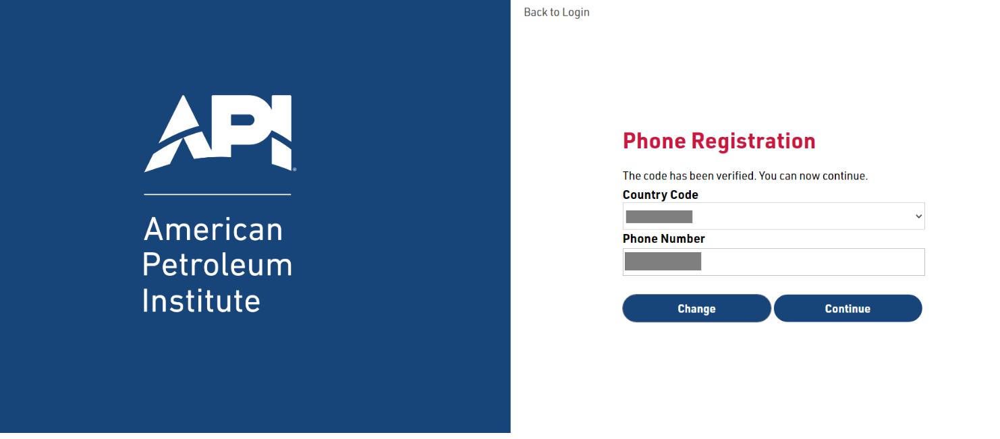 Back to Login
API
American
Petroleum
Institute
Phone Registration
The code has been verified. You can now continue.
Country Code
Phone Number
Change
Continue